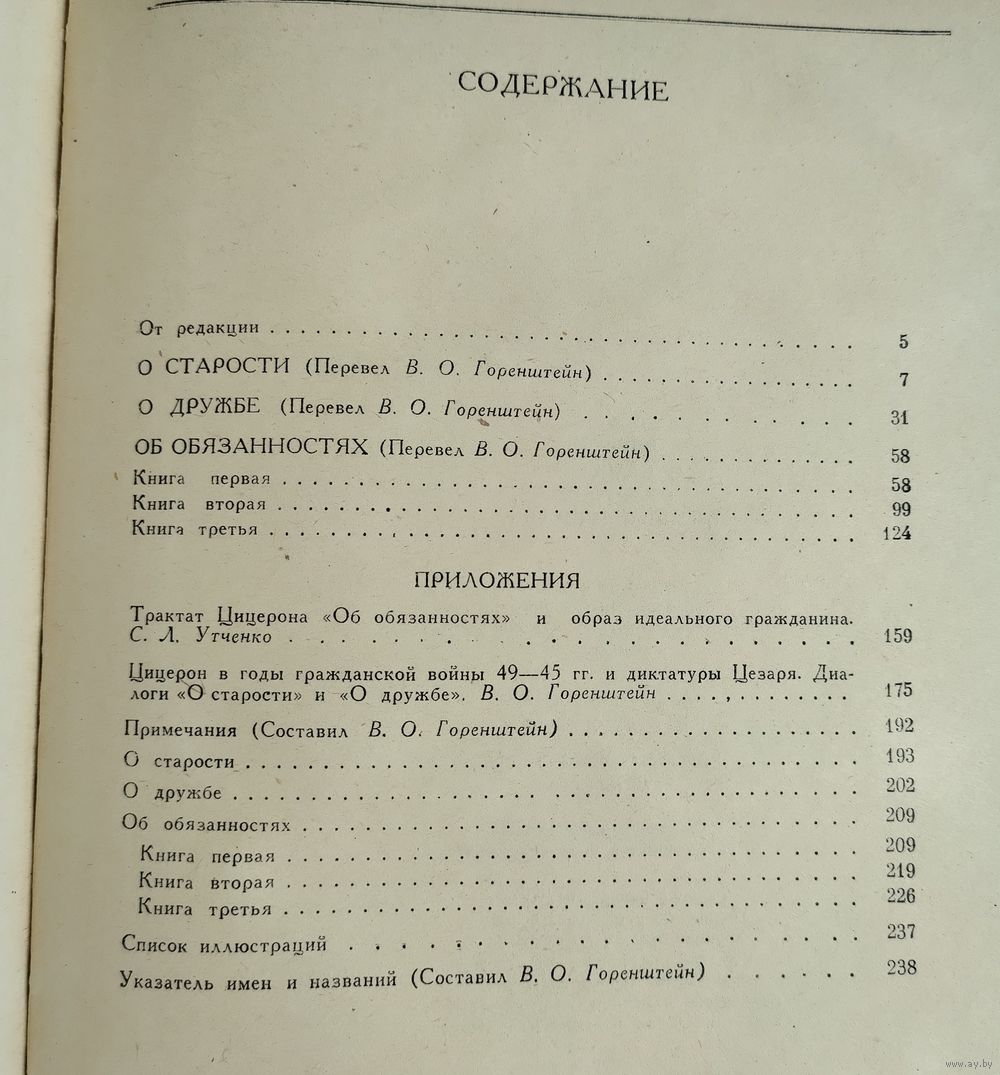 СОДЕРЖАНИЕ
От редакции . . . . . . . . . . . . . . . . . . . . 5
О СТАРОСТИ (Перевел В. О. Горенштейн) . . . . . . . . . . 7
О ДРУЖБЕ (Перевел В. О. Горенштейн) . . . . . . . . . . 31
ОБ ОБЯЗАННОСТЯХ (Перевел В. О. Горенштейн) . . . . . . . . . . 58
Книга первая . . . . . . . . . . . . . . . . . . . . 58
Книга вторая . . . . . . . . . . . . . . . . . . . . 99
Книга третья . . . . . . . . . . . . . . . . . . . . 124
ПРИЛОЖЕНИЯ
Трактат Цицерона «Об обязанностях» и образ идеального гражданина.
С. Л. Утченко . . . . . . . . . . . . . . . . . . . . 159
Цицерон в годы гражданской войны 49—45 гг. и диктатуры Цезаря. Диа-
логи «О старости» и «О дружбе». В. О. Горенштейн . . . . . . . . . . 175
Примечания (Составил В. О. Горенштейн) . . . . . . . . . . 192
О старости . . . . . . . . . . . . . . . . . . . . 193
О дружбе . . . . . . . . . . . . . . . . . . . . 202
Об обязанностях . . . . . . . . . . . . . . . . . . . . 209
Книга первая . . . . . . . . . . . . . . . . . . . . 209
Книга вторая . . . . . . . . . . . . . . . . . . . . 219
Книга третья . . . . . . . . . . . . . . . . . . . . 226
Список иллюстраций . . . . . . . . . . . . . . . 237
Указатель имен и названий (Составил В. О. Горенштейн) . . . . . . 238
www.ay.by